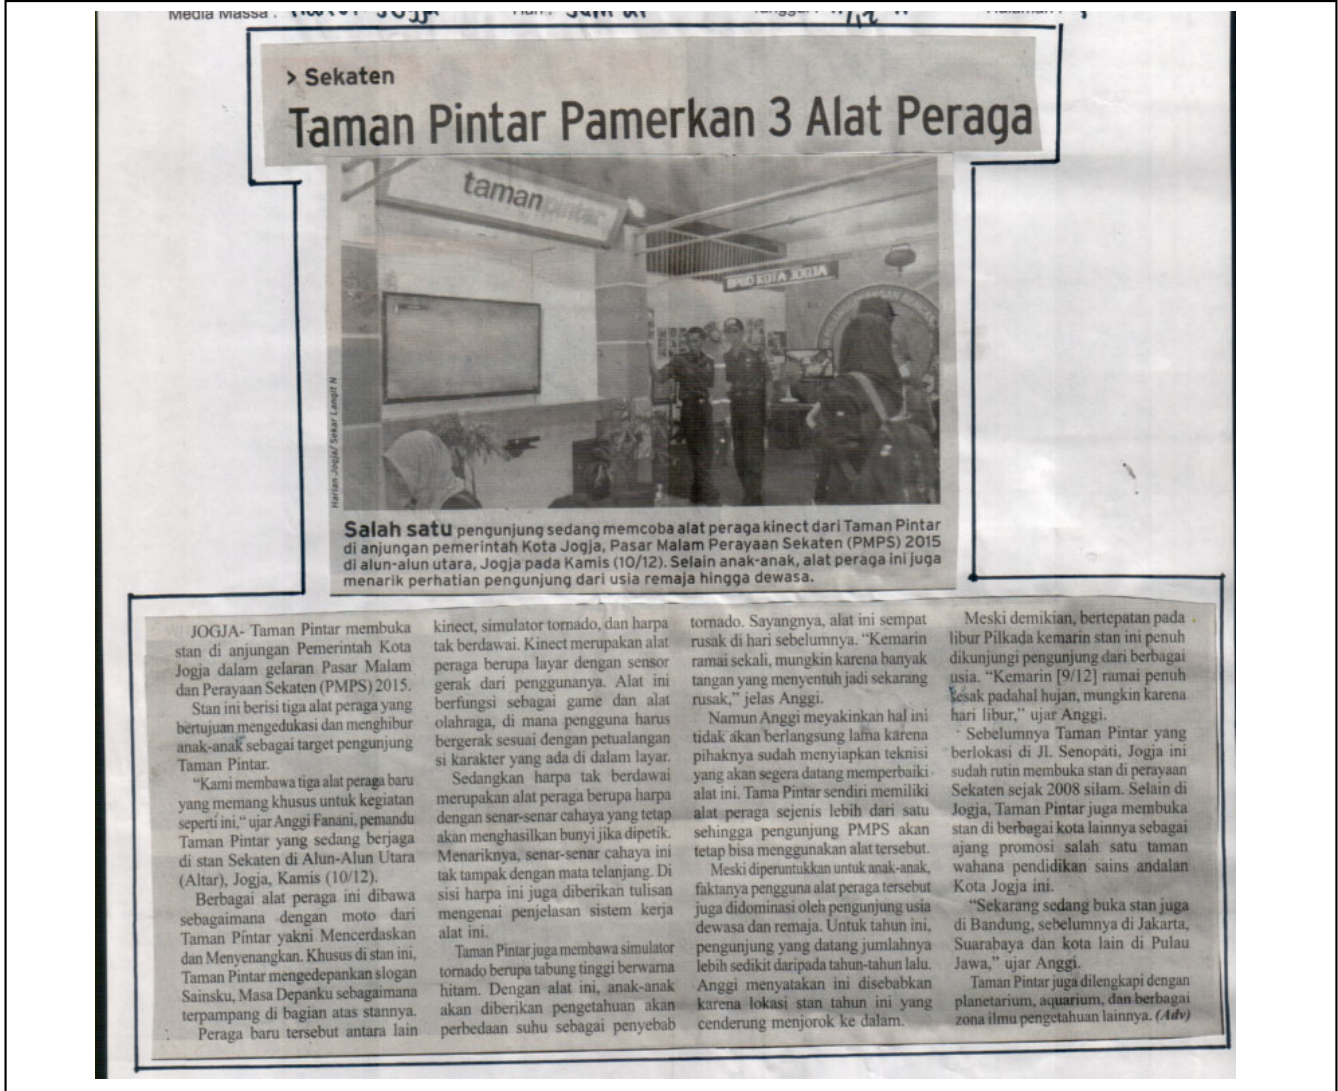 Media Massa :
> Sekaten
Taman Pintar Pamerkan 3 Alat Peraga
tamanpintar
BPBD KOTA JOGJA
Harian Jogja/ Sekar Langit N
Salah satu pengunjung sedang memcoba alat peraga kinect dari Taman Pintar
di anjungan pemerintah Kota Jogja, Pasar Malam Perayaan Sekaten (PMPS) 2015
di alun-alun utara, Jogja pada Kamis (10/12). Selain anak-anak, alat peraga ini juga
menarik perhatian pengunjung dari usia remaja hingga dewasa.
JOGJA- Taman Pintar membuka
stan di anjungan Pemerintah Kota
Jogja dalam gelaran Pasar Malam
dan Perayaan Sekaten (PMPS) 2015.
Stan ini berisi tiga alat peraga yang
bertujuan mengedukasi dan menghibur
anak-anak sebagai target pengunjung
Taman Pintar.
“Kami membawa tiga alat peraga baru
yang memang khusus untuk kegiatan
seperti ini,“ ujar Anggi Fanani, pemandu
Taman Pintar yang sedang berjaga
di stan Sekaten di Alun-Alun Utara
(Altar), Jogja, Kamis (10/12).
Berbagai alat peraga ini dibawa
sebagaimana dengan moto dari
Taman Pintar yakni Mencerdaskan
dan Menyenangkan. Khusus di stan ini,
Taman Pintar mengedepankan slogan
Sainsku, Masa Depanku sebagaimana
terpampang di bagian atas stannya.
Peraga baru tersebut antara lain
kinect, simulator tornado, dan harpa
tak berdawai. Kinect merupakan alat
peraga berupa layar dengan sensor
gerak dari penggunanya. Alat ini
berfungsi sebagai game dan alat
olahraga, di mana pengguna harus
bergerak sesuai dengan petualangan
si karakter yang ada di dalam layar.
Sedangkan harpa tak berdawai
merupakan alat peraga berupa harpa
dengan senar-senar cahaya yang tetap
akan menghasilkan bunyi jika dipetik.
Menariknya, senar-senar cahaya ini
tak tampak dengan mata telanjang. Di
sisi harpa ini juga diberikan tulisan
mengenai penjelasan sistem kerja
alat ini.
Taman Pintar juga membawa simulator
tornado berupa tabung tinggi berwarna
hitam. Dengan alat ini, anak-anak
akan diberikan pengetahuan akan
perbedaan suhu sebagai penyebab
tornado. Sayangnya, alat ini sempat
rusak di hari sebelumnya. “Kemarin
ramai sekali, mungkin karena banyak
tangan yang menyentuh jadi sekarang
rusak,” jelas Anggi.
Namun Anggi meyakinkan hal ini
tidak akan berlangsung lama karena
pihaknya sudah menyiapkan teknisi
yang akan segera datang memperbaiki
alat ini. Tama Pintar sendiri memiliki
alat peraga sejenis lebih dari satu
sehingga pengunjung PMPS akan
tetap bisa menggunakan alat tersebut.
Meski diperuntukkan untuk anak-anak,
faktanya pengguna alat peraga tersebut
juga didominasi oleh pengunjung usia
dewasa dan remaja. Untuk tahun ini,
pengunjung yang datang jumlahnya
lebih sedikit daripada tahun-tahun lalu.
Anggi menyatakan ini disebabkan
karena lokasi stan tahun ini yang
cenderung menjorok ke dalam.
Meski demikian, bertepatan pada
libur Pilkada kemarin stan ini penuh
dikunjungi pengunjung dari berbagai
usia. “Kemarin [9/12] ramai penuh
sesak padahal hujan, mungkin karena
hari libur,” ujar Anggi.
Sebelumnya Taman Pintar yang
berlokasi di Jl. Senopati, Jogja ini
sudah rutin membuka stan di perayaan
Sekaten sejak 2008 silam. Selain di
Jogja, Taman Pintar juga membuka
stan di berbagai kota lainnya sebagai
ajang promosi salah satu taman
wahana pendidikan sains andalan
Kota Jogja ini.
“Sekarang sedang buka stan juga
di Bandung, sebelumnya di Jakarta,
Suarabaya dan kota lain di Pulau
Jawa,” ujar Anggi.
Taman Pintar juga dilengkapi dengan
planetarium, aquarium, dan berbagai
zona ilmu pengetahuan lainnya. (Adv)